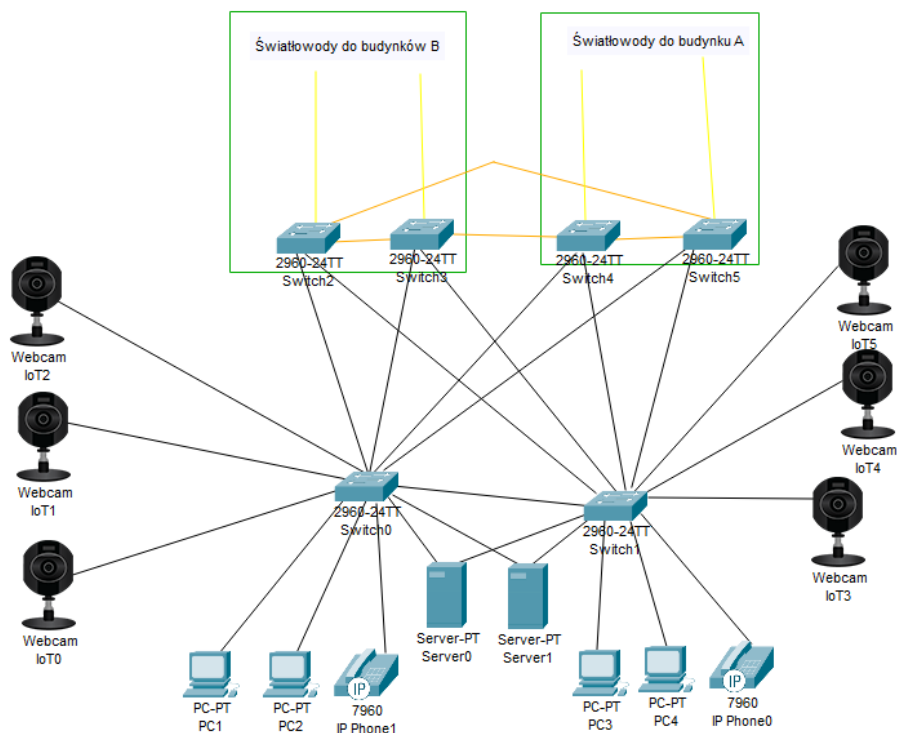 Światłowody do budynków B
Światłowody do budynku A
2960-24TT
Switch2
2960-24TT
Switch3
2960-24TT
Switch4
2960-24TT
Switch5
Webcam
IoT2
Webcam
IoT5
Webcam
IoT1
Webcam
IoT4
2960-24TT
Switch0
2960-24TT
Switch1
Webcam
IoT0
Webcam
IoT3
Server-PT
Server0
Server-PT
Server1
PC-PT
PC1
PC-PT
PC2
IP
7960
IP Phone1
PC-PT
PC3
PC-PT
PC4
IP
7960
IP Phone0